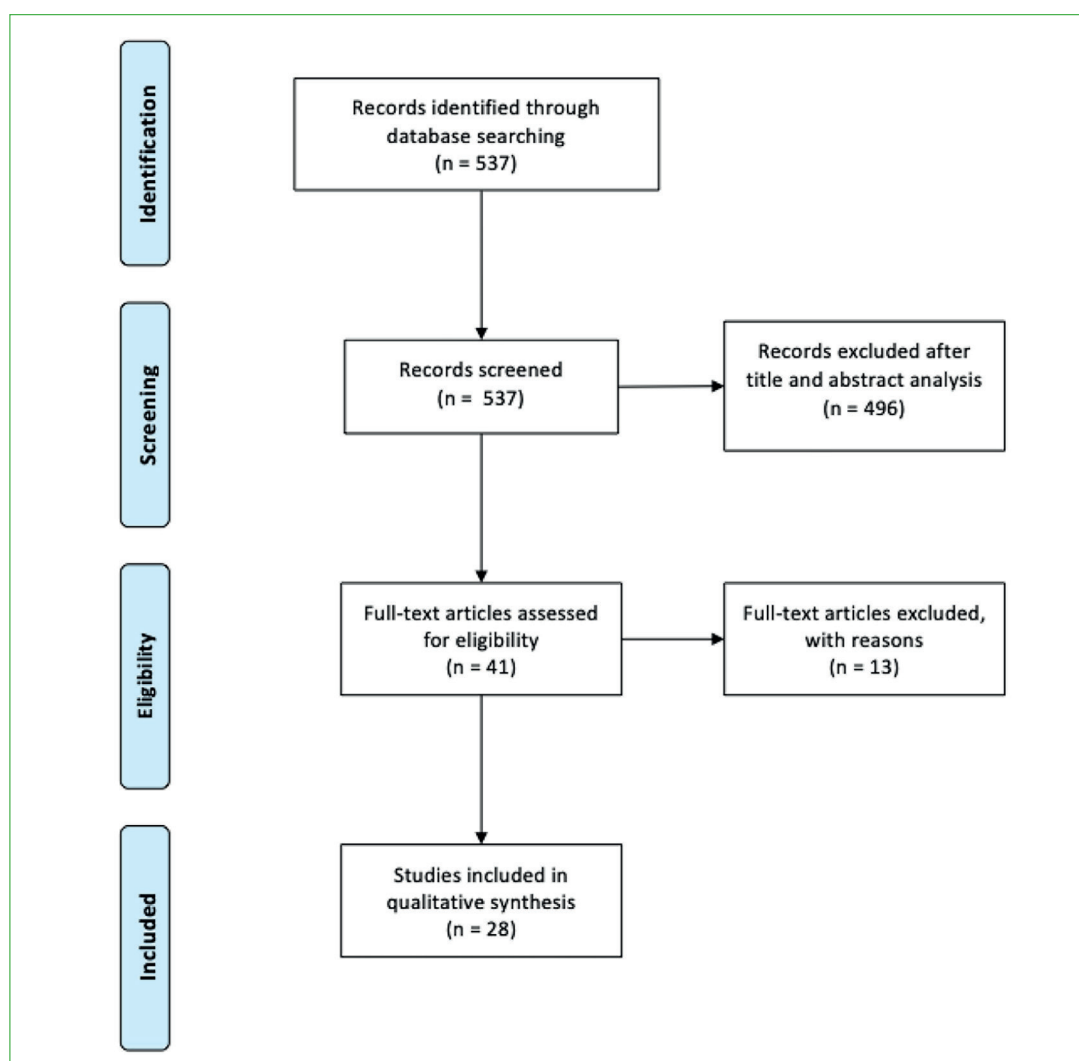 Identification
Records identified through
database searching
(n = 537)
Screening
Records screened
(n = 537)
Records excluded after
title and abstract analysis
(n = 496)
Eligibility
Full-text articles assessed
for eligibility
(n = 41)
Full-text articles excluded,
with reasons
(n = 13)
Included
Studies included in
qualitative synthesis
(n = 28)